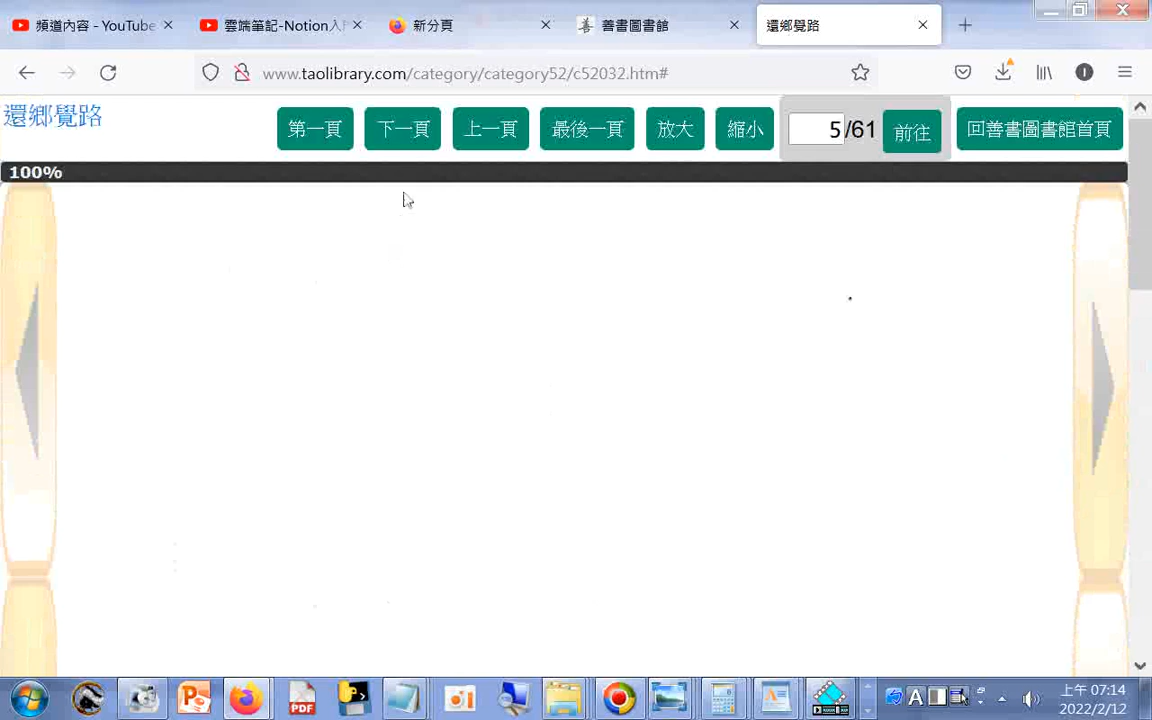 頻道內容 - YouTube
雲端筆記-Notion入
新分頁
善書圖書館
還鄉覺路
www.taolibrary.com/category/category52/c52032.htm#
還鄉覺路
第一頁
下一頁
上一頁
最後一頁
放大
縮小
5/61
前往
回善書圖書館首頁
100%
上午 07:14
2022/2/12